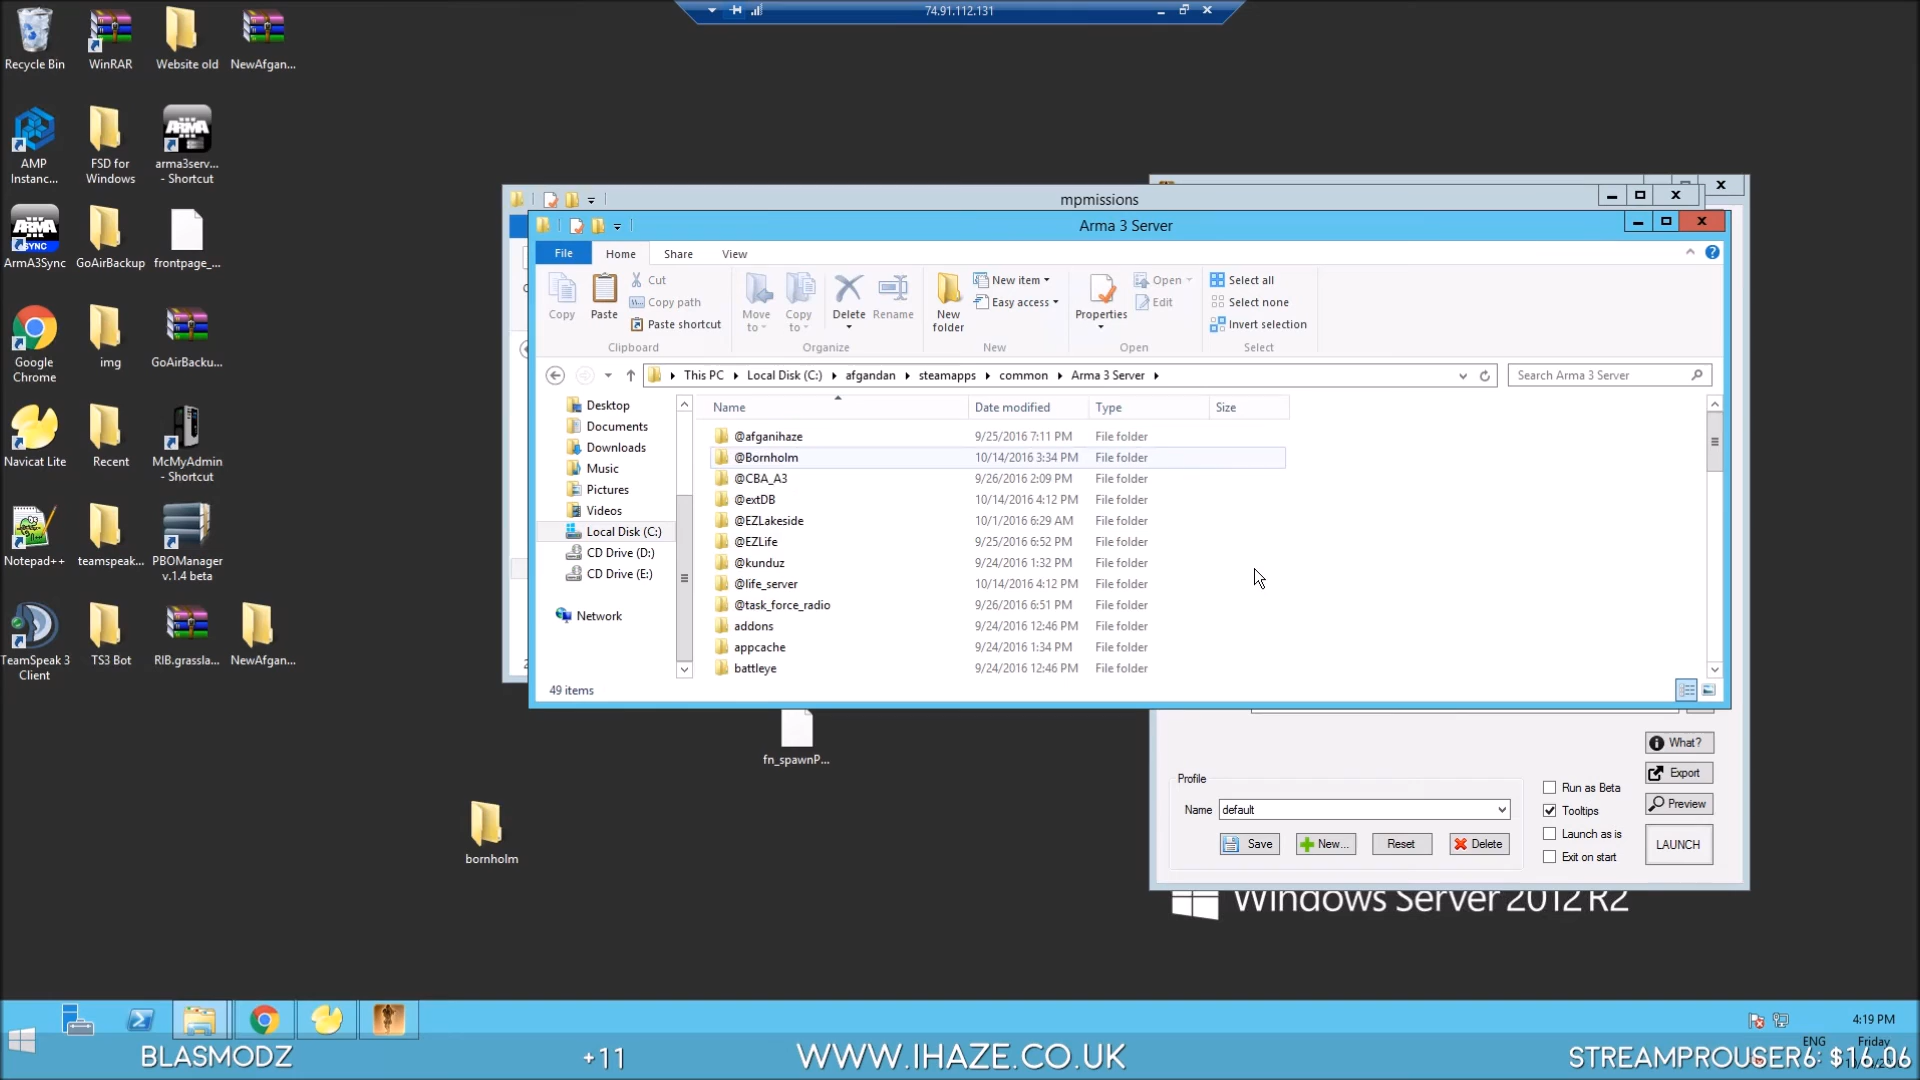 74.91.112.131
Recycle Bin
WinRAR
Website old
NewAfgan...
AMP
Instanc...
FSD for
Windows
arma3serv...
- Shortcut
ArmA3Sync
GoAirBackup
frontpage_...
Google
Chrome
img
GoAirBacku...
Navicat Lite
Recent
McMyAdmin
- Shortcut
Notepad++
teamspeak...
PBOManager
v.1.4 beta
TeamSpeak 3
Client
TS3 Bot
RIB.grassla...
NewAfgan...
fn_spawnP...
bornholm
mpmissions
Arma 3 Server
File
Home
Share
View
Copy
Paste
Cut
Copy path
Paste shortcut
Clipboard
Move
to
Copy
to
Delete
Rename
Organize
New
folder
New item
Easy access
New
Properties
Open
Edit
Open
Select all
Select none
Invert selection
Select
This PC
Local Disk (C:)
afgandan
steamapps
common
Arma 3 Server
Search Arma 3 Server
Desktop
Documents
Downloads
Music
Pictures
Videos
Local Disk (C:)
CD Drive (D:)
CD Drive (E:)
Network
Name Date modified Type Size
@afganihaze 9/25/2016 7:11 PM File folder
@Bornholm 10/14/2016 3:34 PM File folder
@CBA_A3 9/26/2016 2:09 PM File folder
@extDB 10/14/2016 4:12 PM File folder
@EZLakeside 10/1/2016 6:29 AM File folder
@EZLife 9/25/2016 6:52 PM File folder
@kunduz 9/24/2016 1:32 PM File folder
@life_server 10/14/2016 4:12 PM File folder
@task_force_radio 9/26/2016 6:51 PM File folder
addons 9/24/2016 12:46 PM File folder
appcache 9/24/2016 1:34 PM File folder
battleye 9/24/2016 12:46 PM File folder
49 items
What?
Export
Preview
LAUNCH
Profile
Name
default
Save
New...
Reset
Delete
Run as Beta
Tooltips
Launch as is
Exit on start
Windows Server 2012 R2
4:19 PM
ENG
Friday
BLASMODZ
+11
WWW.IHAZE.CO.UK
STREAMPROUSER6: $16.06